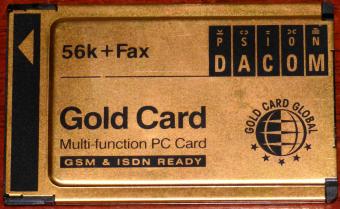 56k+Fax
PSION
DACOM
Gold Card
Multi-function PC Card
GSM & ISDN READY
GOLD CARD GLOBAL